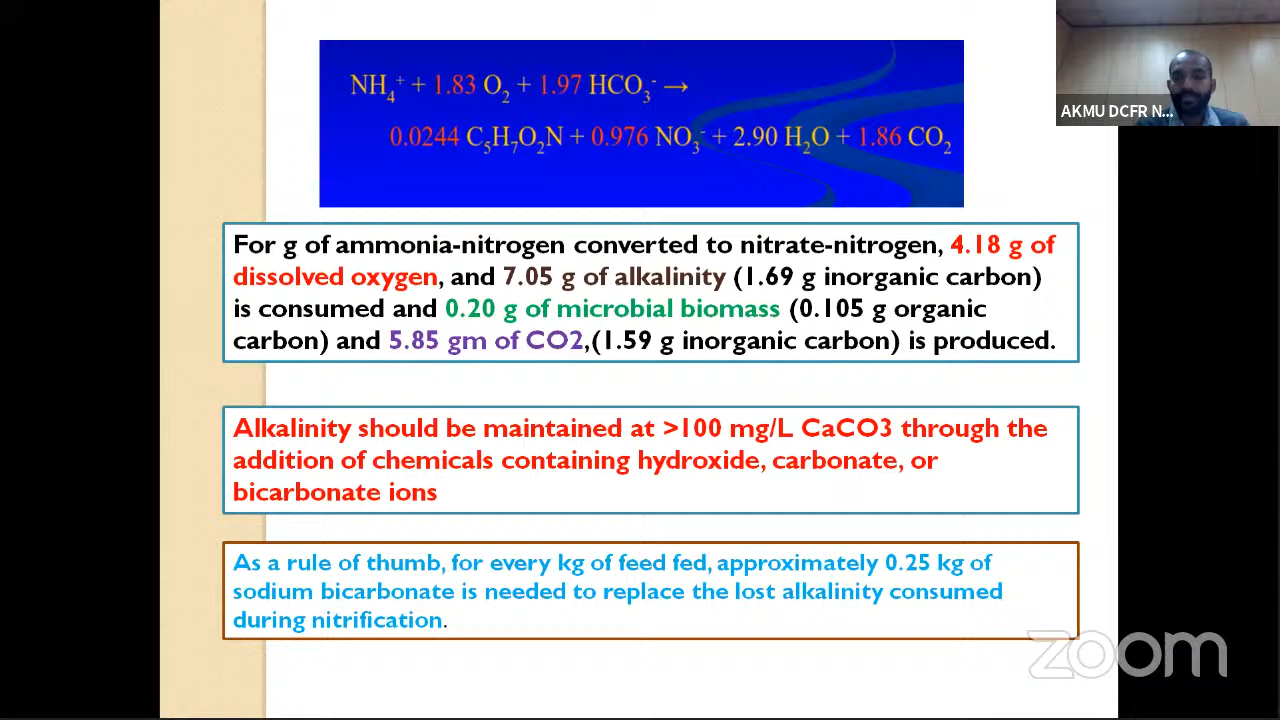 NH₄⁺ + 1.83 O₂ + 1.97 HCO₃⁻ →
0.0244 C₅H₇O₂N + 0.976 NO₃⁻ + 2.90 H₂O + 1.86 CO₂
AKMU DCFR N...
For g of ammonia-nitrogen converted to nitrate-nitrogen, 4.18 g of
dissolved oxygen, and 7.05 g of alkalinity (1.69 g inorganic carbon)
is consumed and 0.20 g of microbial biomass (0.105 g organic
carbon) and 5.85 gm of CO2,(1.59 g inorganic carbon) is produced.
Alkalinity should be maintained at >100 mg/L CaCO3 through the
addition of chemicals containing hydroxide, carbonate, or
bicarbonate ions
As a rule of thumb, for every kg of feed fed, approximately 0.25 kg of
sodium bicarbonate is needed to replace the lost alkalinity consumed
during nitrification.
zoom